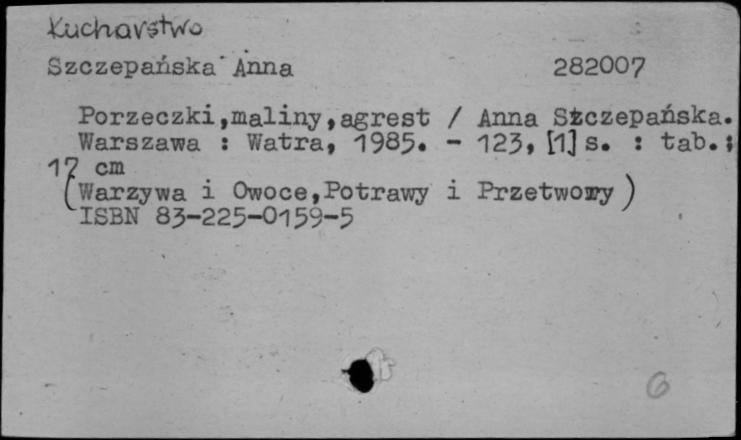 Kucharstwo
Szczepańska Anna 282007
Porzeczki,maliny,agrest / Anna Szczepańska.
Warszawa : Watra, 1985. - 123, [1] s. : tab.;
17 cm
(Warzywa i Owoce,Potrawy i Przetwory)
ISBN 83-225-0159-5
6